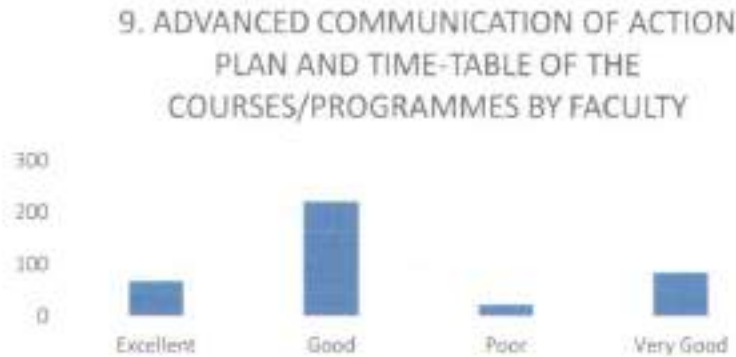 9. ADVANCED COMMUNICATION OF ACTION
PLAN AND TIME-TABLE OF THE
COURSES/PROGRAMMES BY FACULTY
300
200
100
0
Excellent Good Poor Very Good